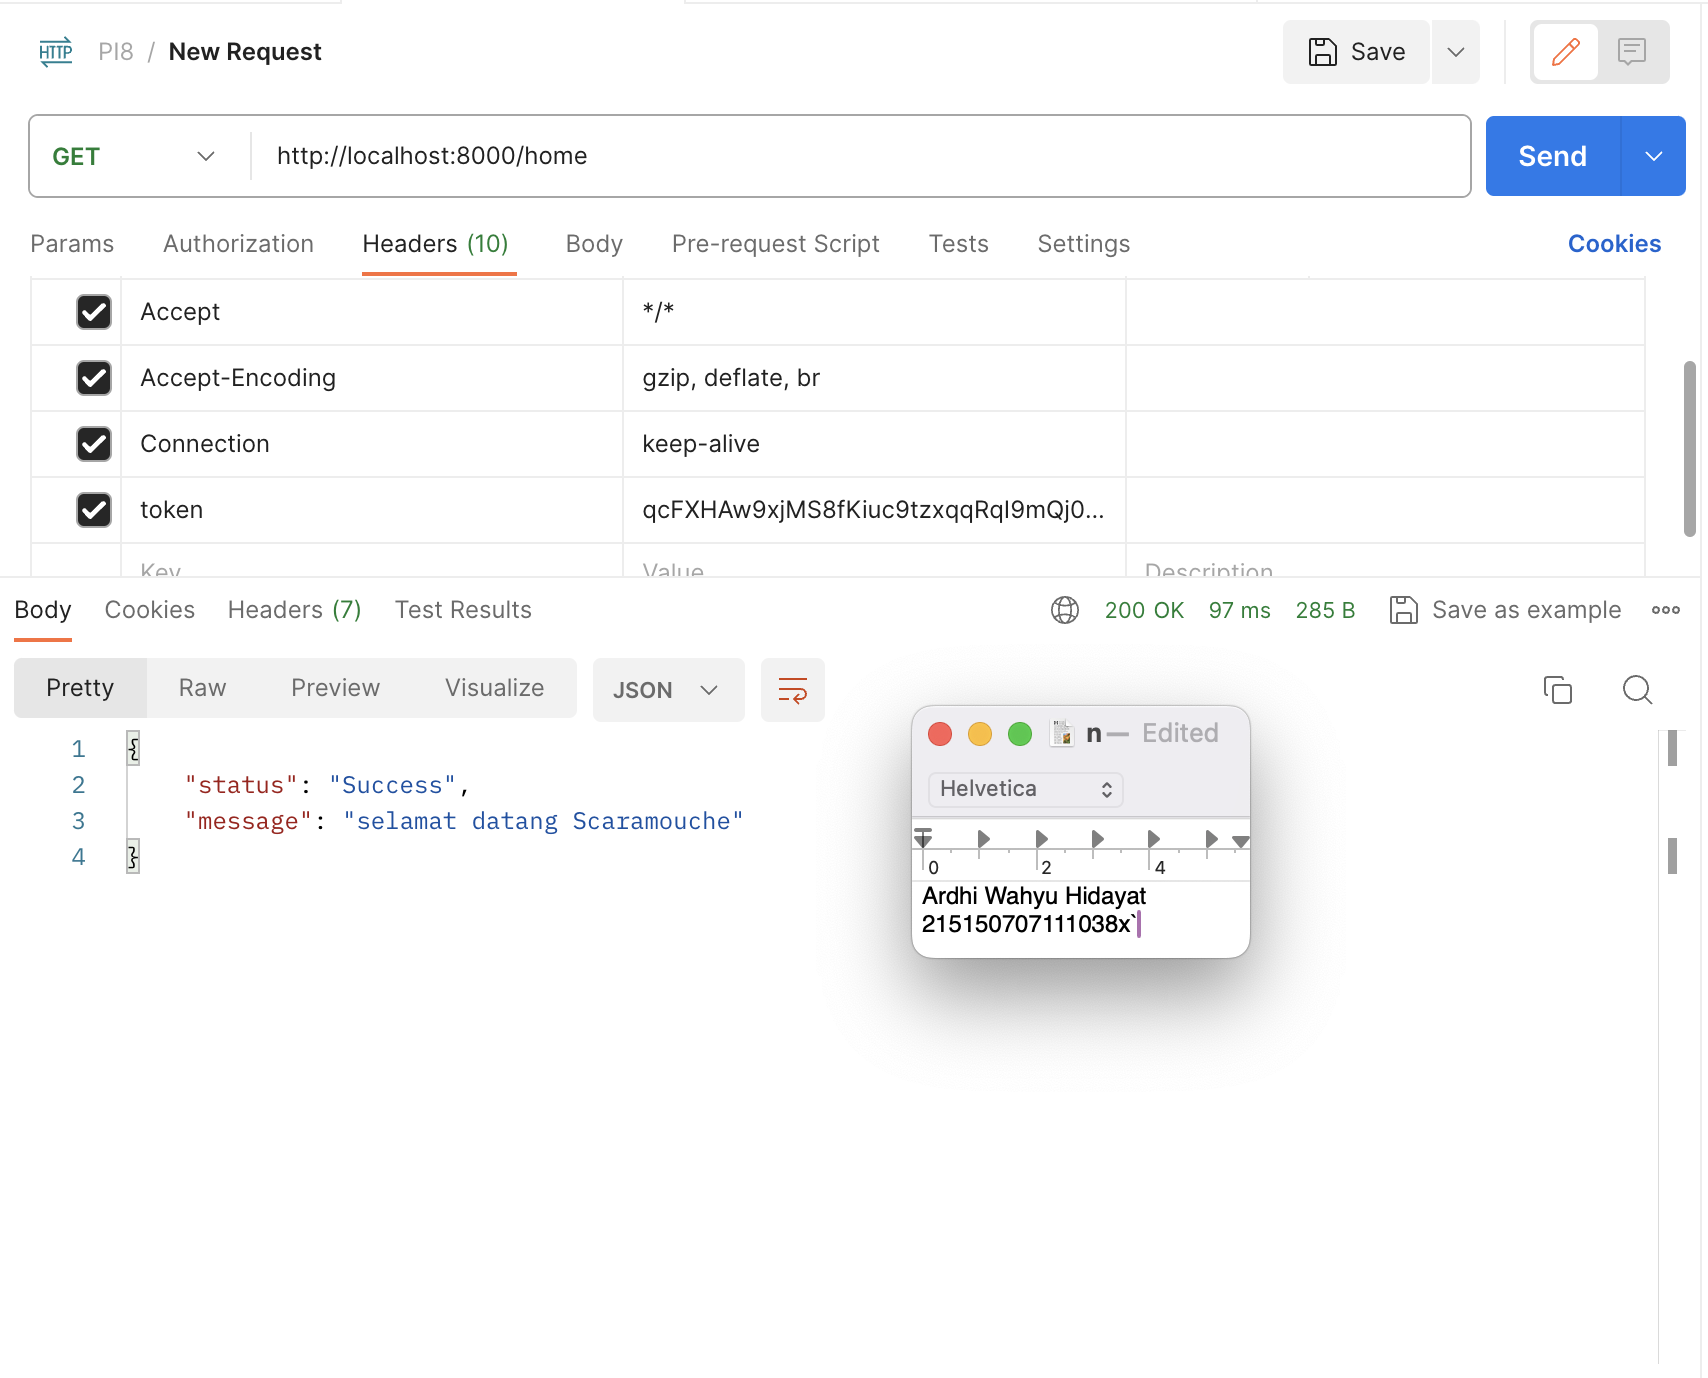 HTTP PI8 / New Request Save
GET http://localhost:8000/home Send
Params Authorization Headers (10) Body Pre-request Script Tests Settings Cookies
Accept */*
Accept-Encoding gzip, deflate, br
Connection keep-alive
token qcFXHAw9xjMS8fKiuc9tzxqqRqI9mQj0...
Key Value Description
Body Cookies Headers (7) Test Results 200 OK 97 ms 285 B Save as example
Pretty Raw Preview Visualize JSON
1 {
2 "status": "Success",
3 "message": "selamat datang Scaramouche"
4 }
n — Edited
Helvetica
0 2 4
Ardhi Wahyu Hidayat
215150707111038x`